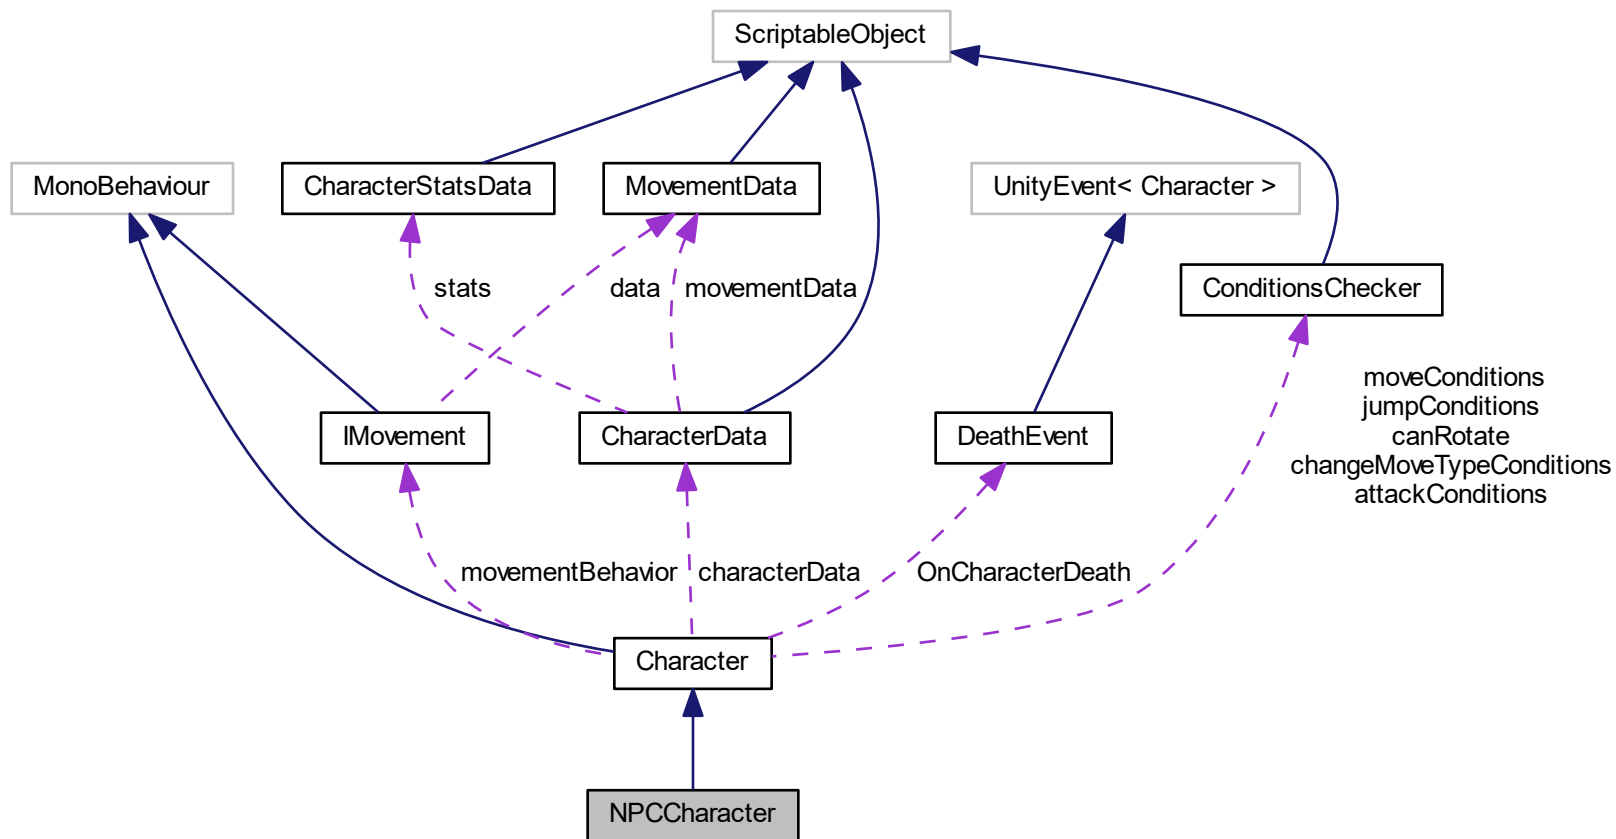 ScriptableObject
MonoBehaviour
CharacterStatsData
MovementData
UnityEvent< Character >
ConditionsChecker
stats
data
movementData
moveConditions
jumpConditions
canRotate
changeMoveTypeConditions
attackConditions
IMovement
CharacterData
DeathEvent
movementBehavior
characterData
OnCharacterDeath
Character
NPCCharacter